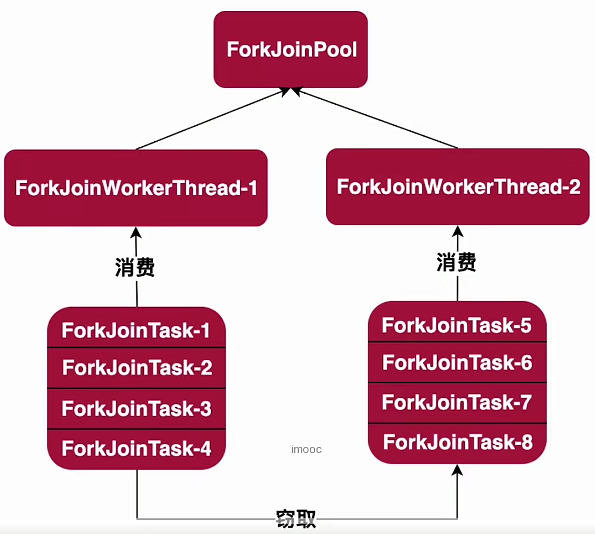 ForkJoinPool
ForkJoinWorkerThread-1
ForkJoinWorkerThread-2
消费
消费
ForkJoinTask-1
ForkJoinTask-2
ForkJoinTask-3
ForkJoinTask-4
ForkJoinTask-5
ForkJoinTask-6
ForkJoinTask-7
ForkJoinTask-8
imooc
窃取